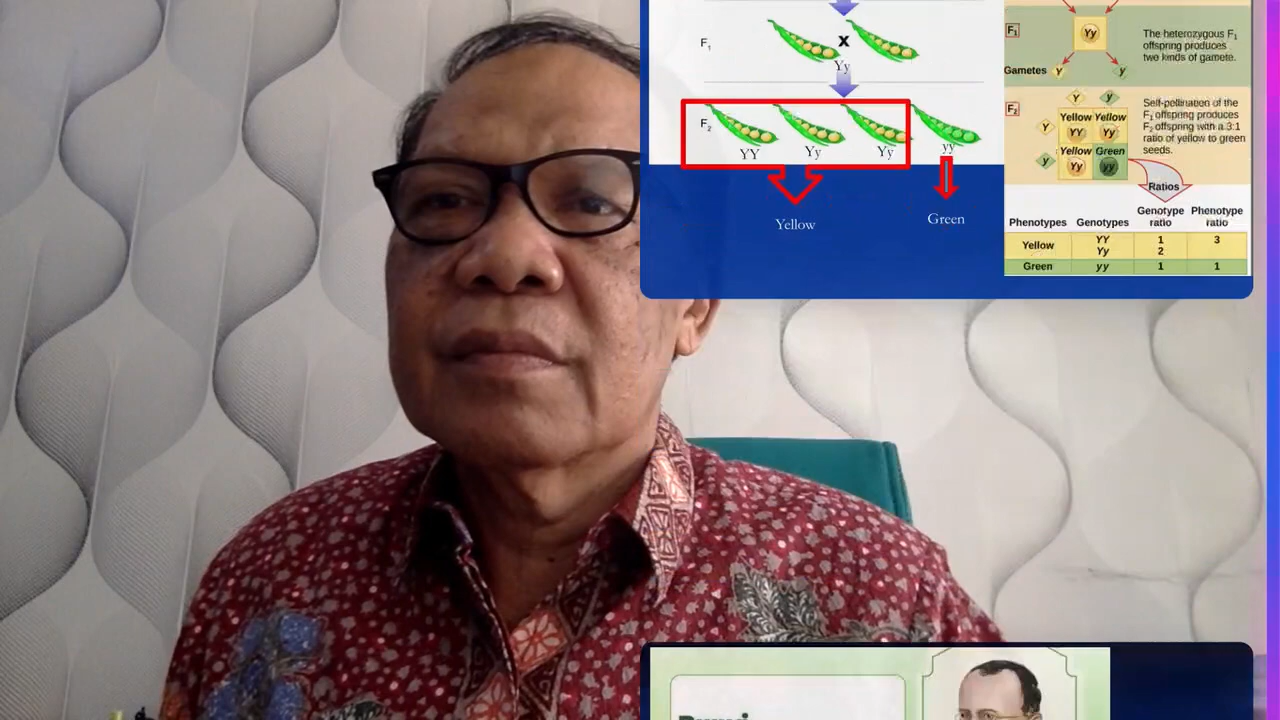 F1
x
Yy
F2
YY
Yy
Yy
yy
Yellow
Green
F1
Yy
The heterozygous F1
offspring produces
two kinds of gamete.
Gametes
Y
y
F2
Y
y
Self-pollination of the
F1 offspring produces
F2 offspring with a 3:1
ratio of yellow to green
seeds.
Y
Yellow Yellow
YY
Yy
y
Yellow Green
Yy
yy
Ratios
Phenotypes Genotypes Genotype ratio Phenotype ratio
Yellow YY 1 3
Yy 2
Green yy 1 1